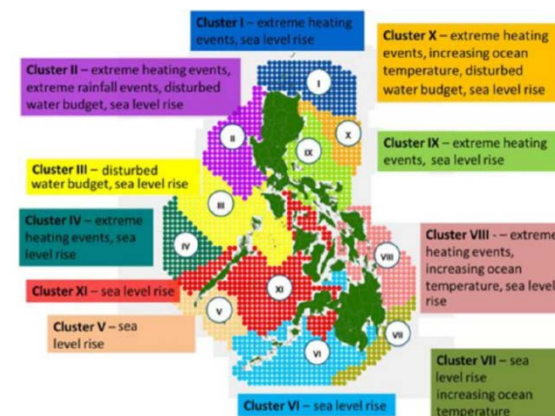 Cluster I – extreme heating
events, sea level rise
Cluster X – extreme heating
events, increasing ocean
temperature, disturbed
water budget, sea level rise
Cluster II – extreme heating events,
extreme rainfall events, disturbed
water budget, sea level rise
Cluster IX – extreme heating
events, sea level rise
Cluster III – disturbed
water budget, sea level rise
Cluster IV – extreme
heating events, sea
level rise
Cluster VIII - – extreme
heating events,
increasing ocean
temperature, sea level
rise
Cluster XI – sea level rise
Cluster V – sea
level rise
Cluster VII – sea
level rise
increasing ocean
temperature
Cluster VI – sea level rise
I
X
II
IX
III
IV
VIII
XI
V
VII
VI